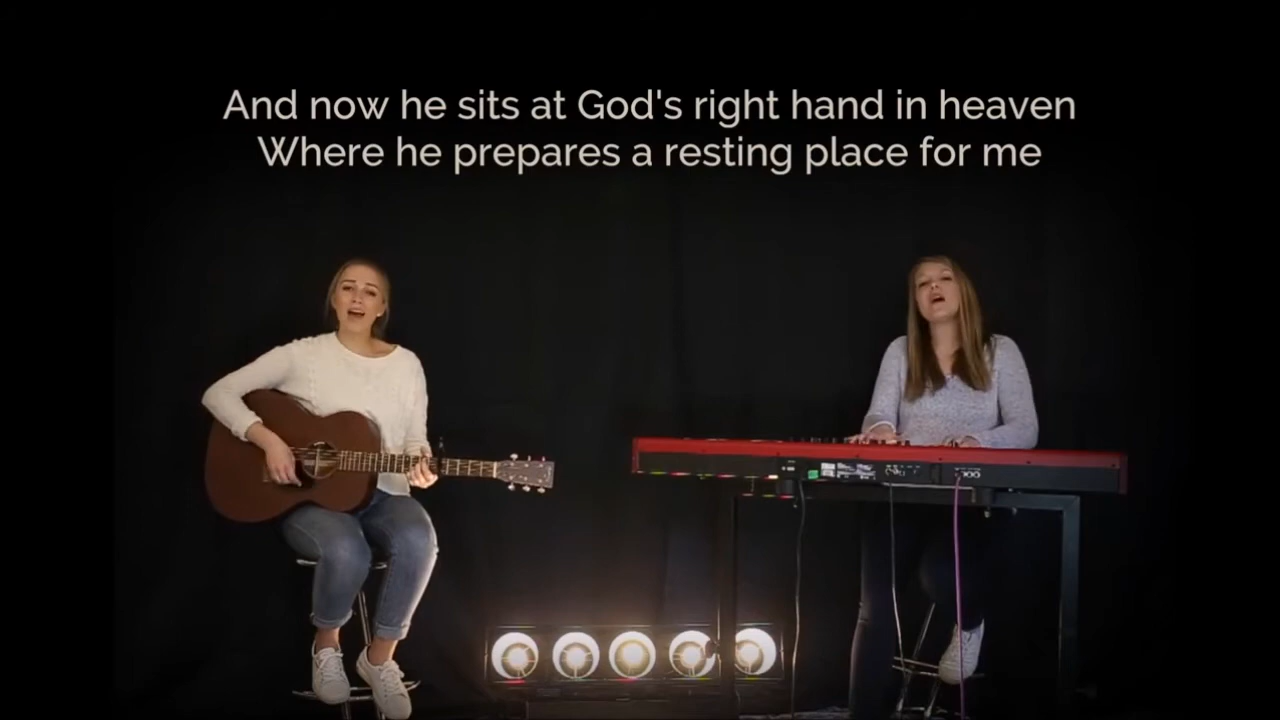 And now he sits at God's right hand in heaven
Where he prepares a resting place for me